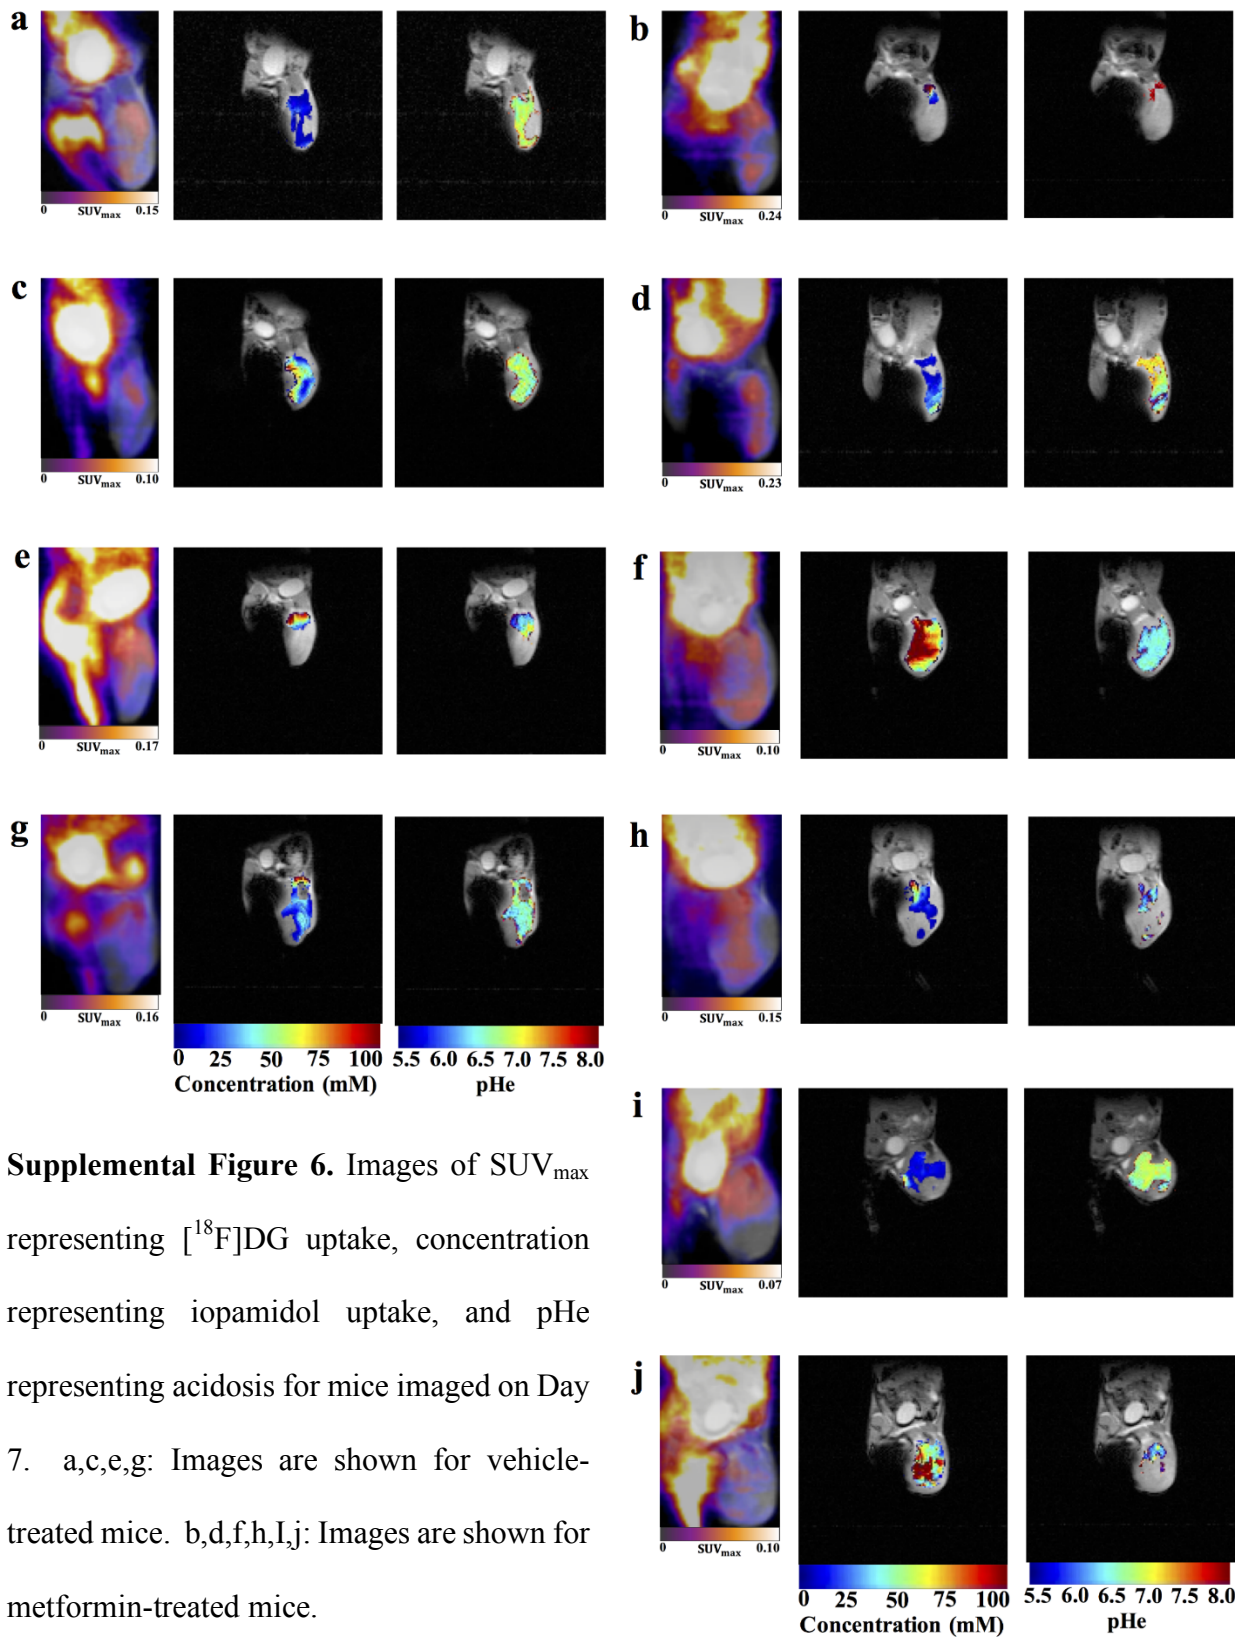 a
0 SUVmax 0.15
b
0 SUVmax 0.24
c
0 SUVmax 0.10
d
0 SUVmax 0.23
e
0 SUVmax 0.17
f
0 SUVmax 0.10
g
0 SUVmax 0.16
0 25 50 75 100
Concentration (mM)
5.5 6.0 6.5 7.0 7.5 8.0
pHe
h
0 SUVmax 0.15
i
0 SUVmax 0.07
j
0 SUVmax 0.10
0 25 50 75 100
Concentration (mM)
5.5 6.0 6.5 7.0 7.5 8.0
pHe
Supplemental Figure 6. Images of SUVmax
representing [18F]DG uptake, concentration
representing iopamidol uptake, and pHe
representing acidosis for mice imaged on Day
7. a,c,e,g: Images are shown for vehicle-
treated mice. b,d,f,h,I,j: Images are shown for
metformin-treated mice.